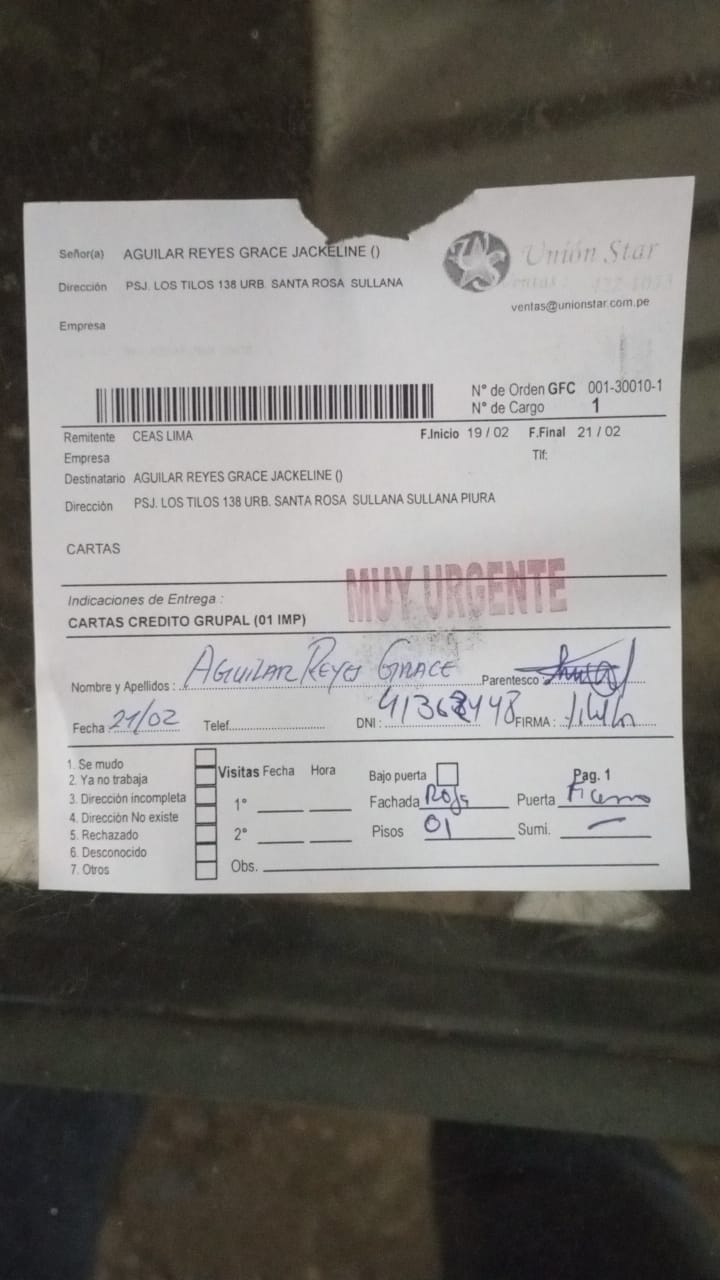 Señor(a) AGUILAR REYES GRACE JACKELINE ()
Unión Star
Dirección PSJ. LOS TILOS 138 URB. SANTA ROSA SULLANA
ventas@unionstar.com.pe
Empresa
N° de Orden GFC 001-30010-1
N° de Cargo 1
Remitente CEAS LIMA F.Inicio 19 / 02 F.Final 21 / 02
Empresa Tlf:
Destinatario AGUILAR REYES GRACE JACKELINE ()
Dirección PSJ. LOS TILOS 138 URB. SANTA ROSA SULLANA SULLANA PIURA
CARTAS
MUY URGENTE
Indicaciones de Entrega :
CARTAS CREDITO GRUPAL (01 IMP)
Nombre y Apellidos : AGUILAR REYES GRACE Parentesco :
Fecha 21/02 Telef. DNI : 41368448 FIRMA :
1. Se mudo
2. Ya no trabaja
3. Dirección incompleta
4. Dirección No existe
5. Rechazado
6. Desconocido
7. Otros
Visitas Fecha Hora
1°
2°
Obs.
Bajo puerta Pag. 1
Fachada Roja Puerta Fierro
Pisos 01 Sumi. —